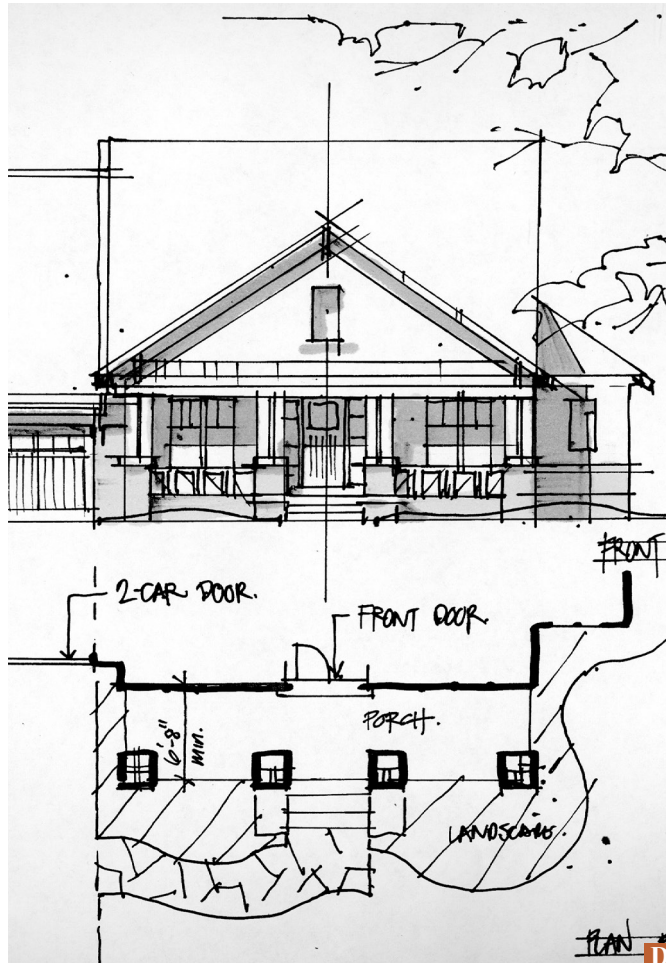 FRONT
2-CAR DOOR.
FRONT DOOR.
PORCH.
6'-8"
min.
LANDSCAPE.
PLAN
D